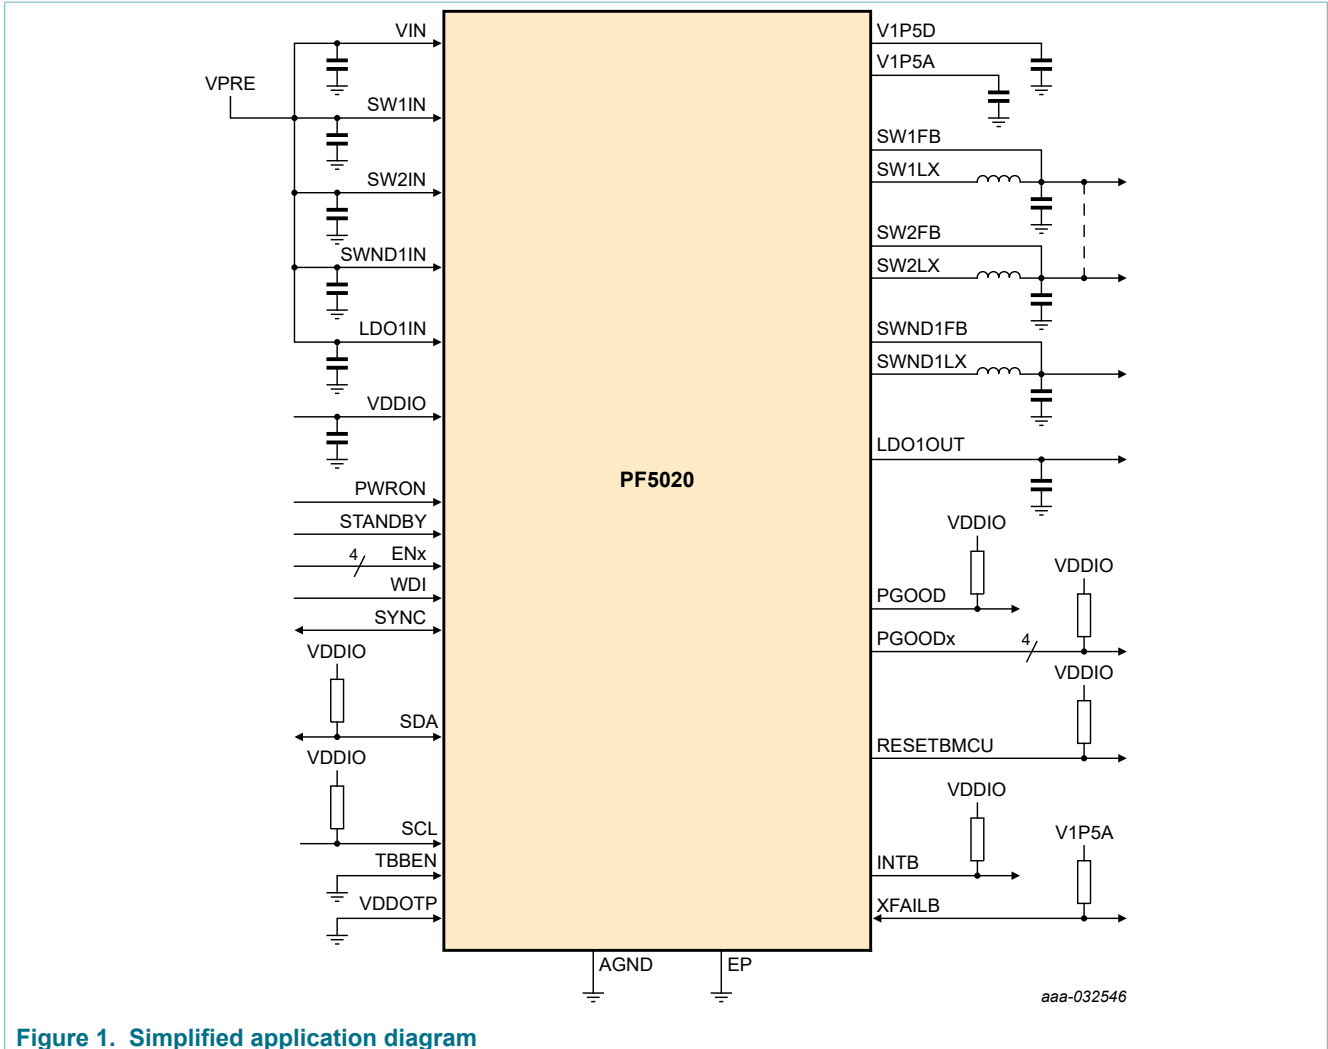 VIN
VPRE
SW1IN
SW2IN
SWND1IN
LDO1IN
VDDIO
PWRON
STANDBY
4 ENx
WDI
SYNC
VDDIO
SDA
VDDIO
SCL
TBBEN
VDDOTP
PF5020
AGND
EP
V1P5D
V1P5A
SW1FB
SW1LX
SW2FB
SW2LX
SWND1FB
SWND1LX
LDO1OUT
VDDIO
PGOOD
VDDIO
PGOODx 4
VDDIO
RESETBMCU
VDDIO
INTB
V1P5A
XFAILB
aaa-032546
Figure 1. Simplified application diagram